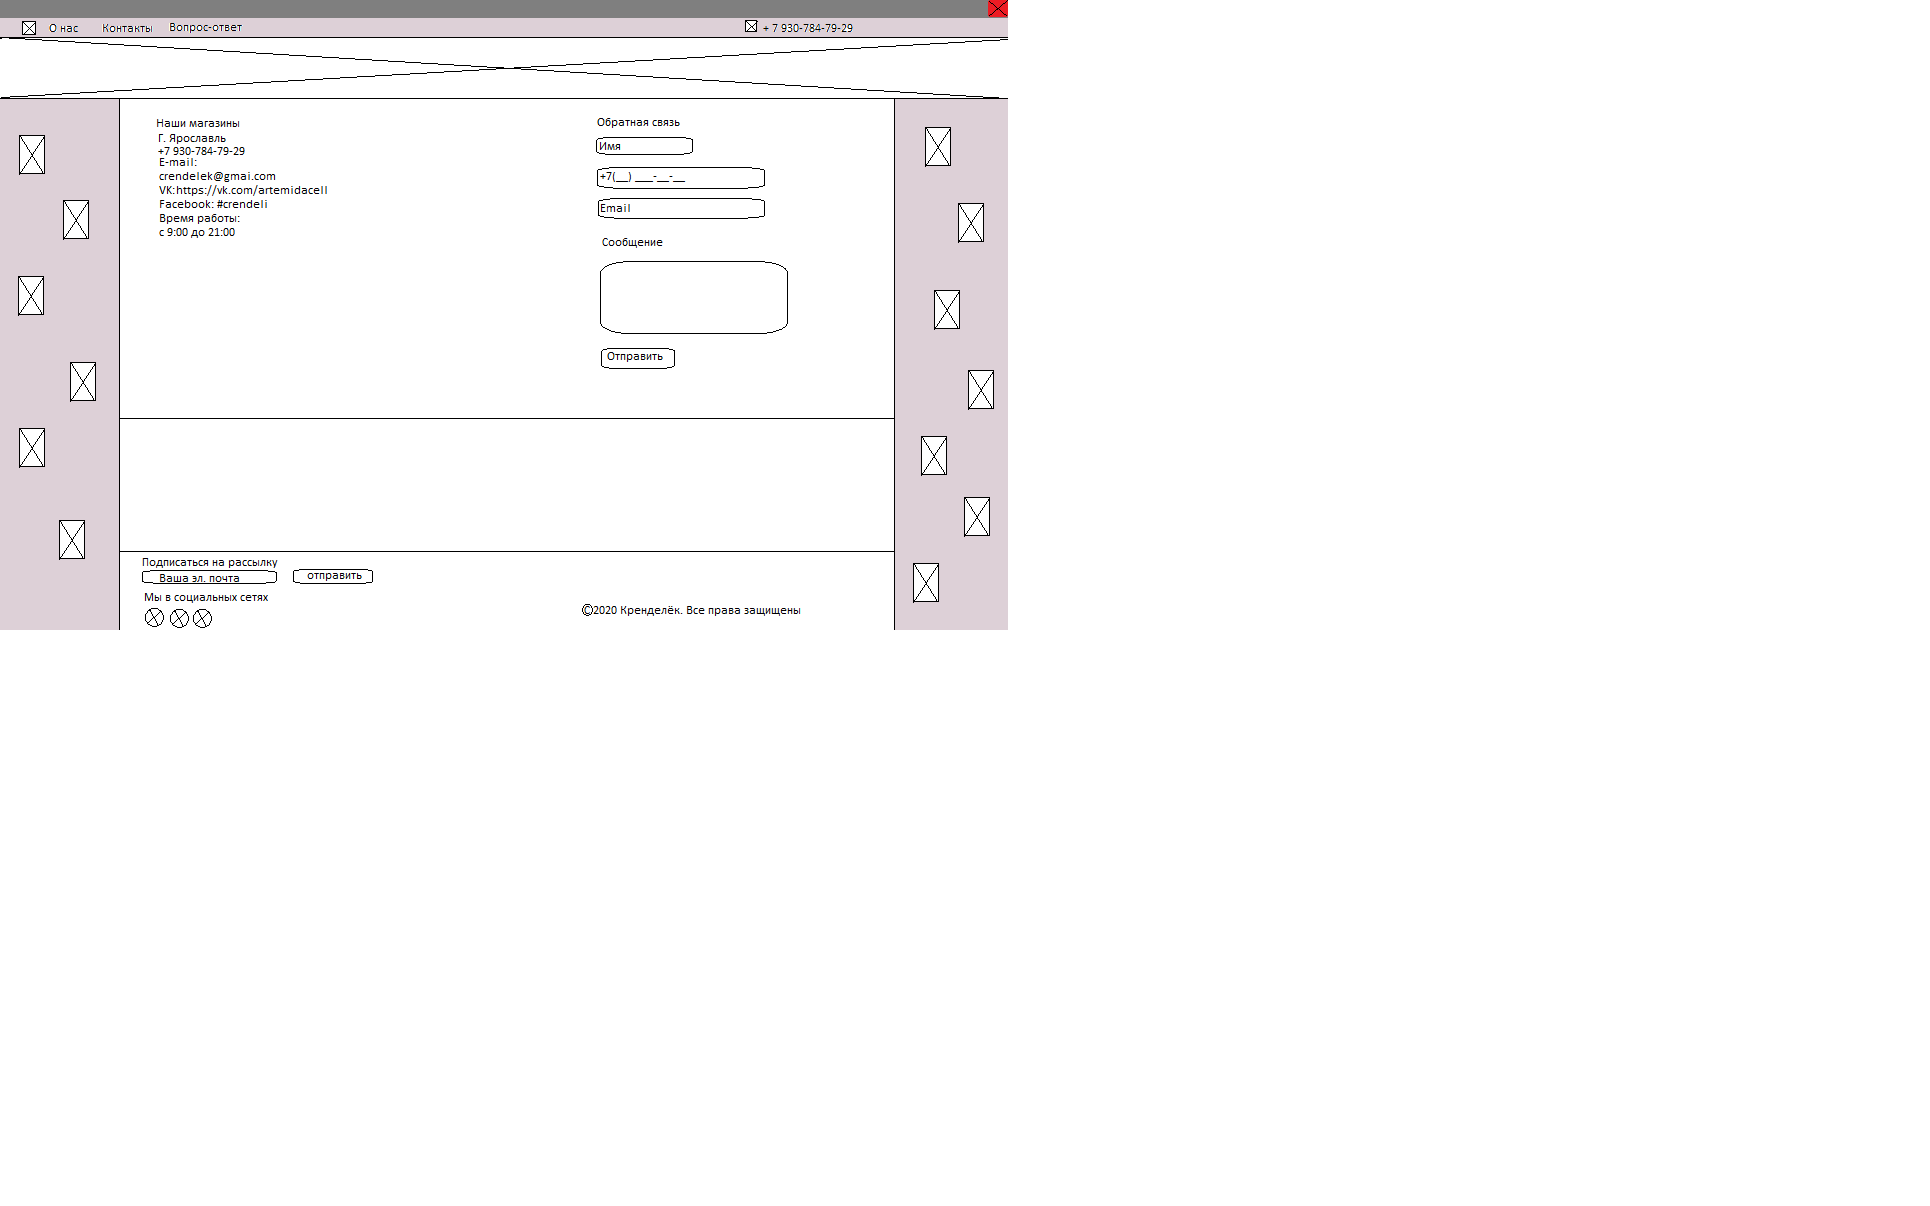 О нас Контакты Вопрос-ответ + 7 930-784-79-29
Наши магазины
Г. Ярославль
+7 930-784-79-29
E-mail:
crendelek@gmai.com
VK:https://vk.com/artemidacell
Facebook: #crendeli
Время работы:
с 9:00 до 21:00
Обратная связь
Имя
+7(__) ___-__-__
Email
Сообщение
Отправить
Подписаться на рассылку
Ваша эл. почта отправить
Мы в социальных сетях
©2020 Кренделёк. Все права защищены